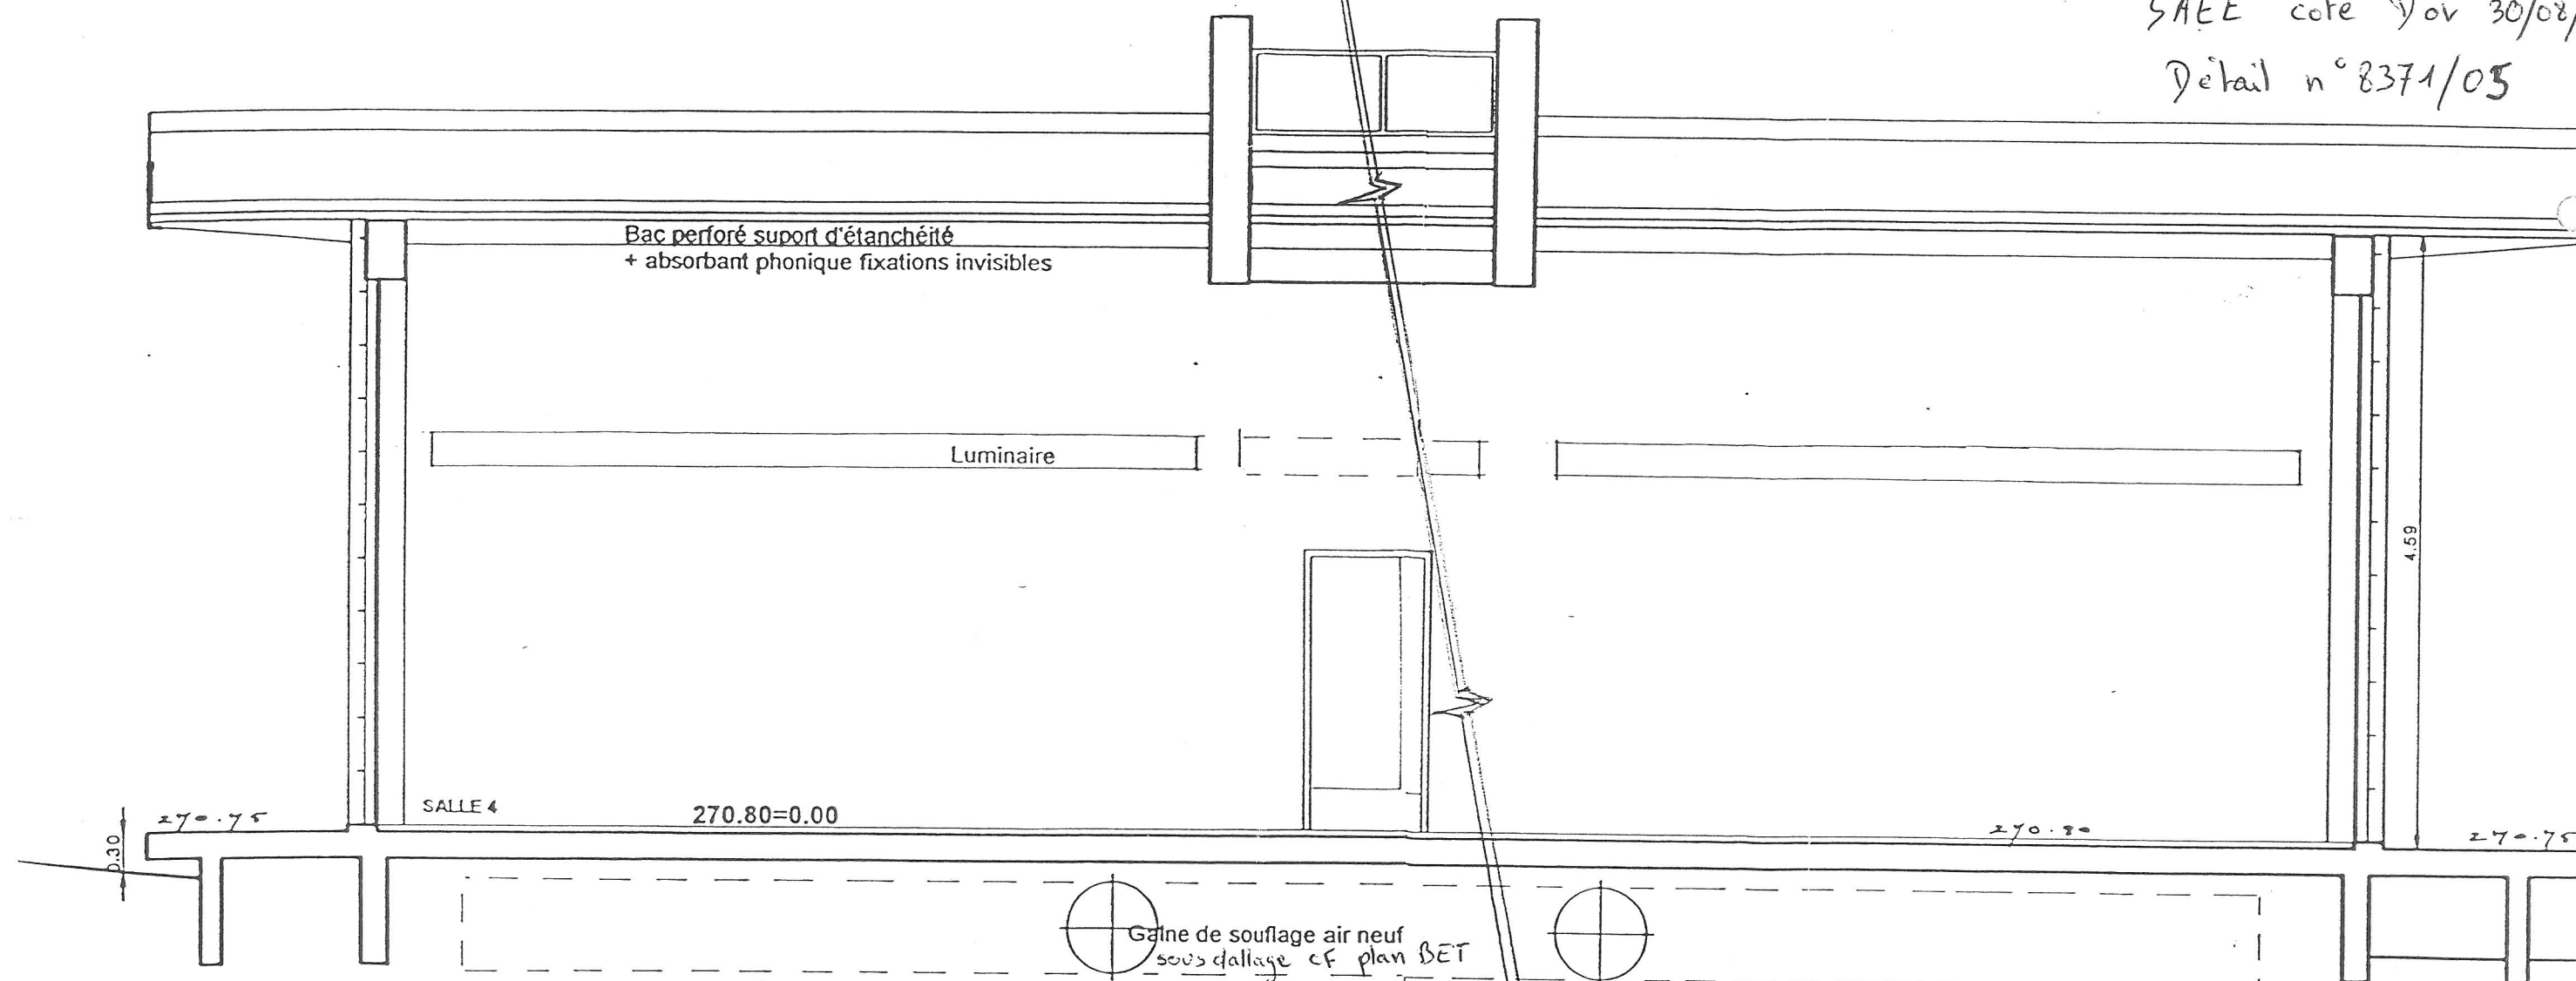 SAEE cote D'or 30/08/
Détail n° 8371/05
Bac perforé suport d'étanchéité
+ absorbant phonique fixations invisibles
Luminaire
4.59
SALLE 4
270.80=0.00
270.75
270.80
270.75
0.30
Gaîne de souflage air neuf
sous dallage cf plan BET